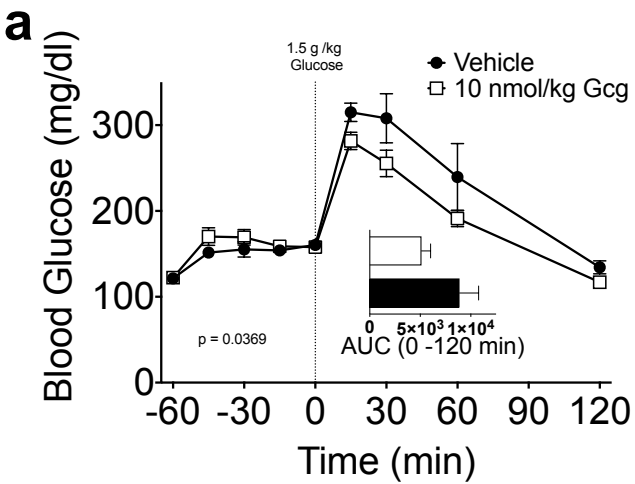 a
1.5 g /kg
Glucose
Vehicle
10 nmol/kg Gcg
Blood Glucose (mg/dl)
300
200
100
0
p = 0.0369
0 5×10³ 1×10⁴
AUC (0 -120 min)
-60 -30 0 30 60 90 120
Time (min)